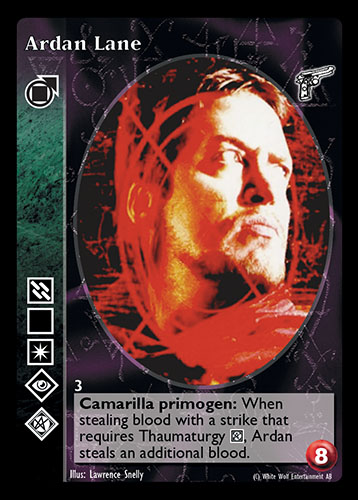 Ardan Lane
3
Camarilla primogen: When
stealing blood with a strike that
requires Thaumaturgy , Ardan
steals an additional blood.
8
Illus: Lawrence Snelly
(C) White Wolf Entertainment AB